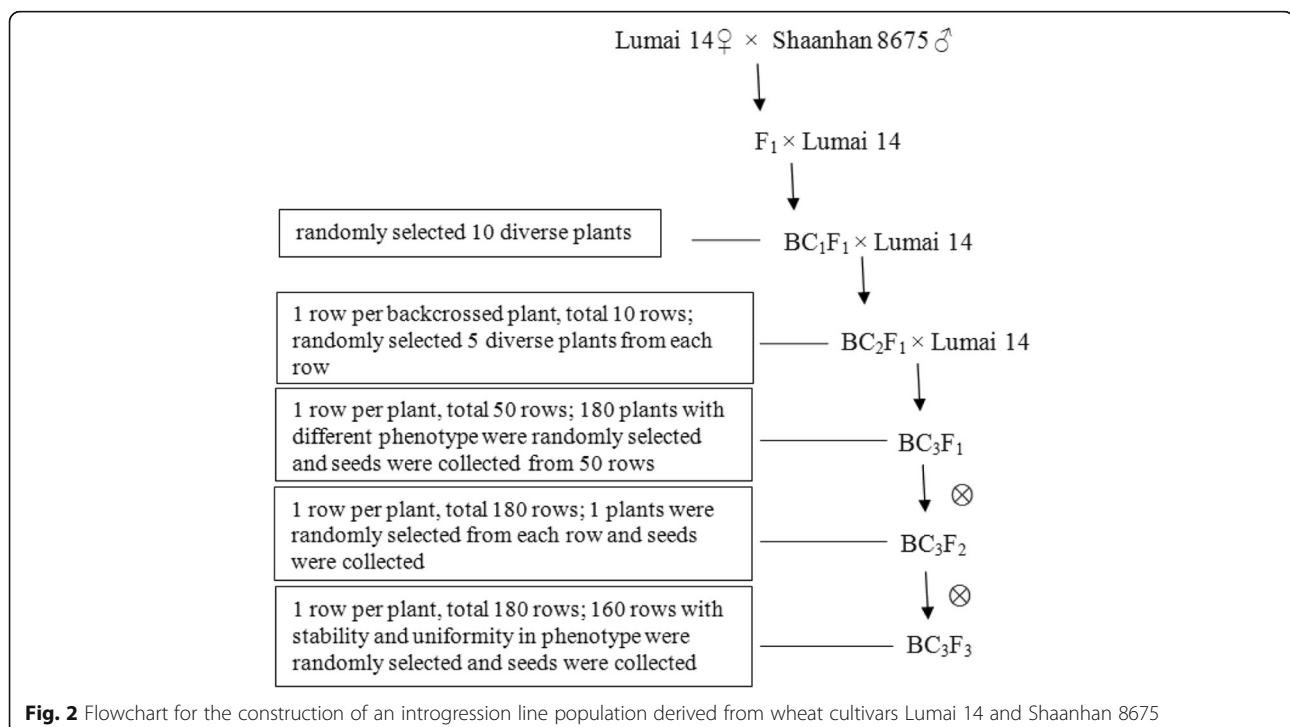 Lumai 14♀ × Shaanhan 8675♂
F₁ × Lumai 14
randomly selected 10 diverse plants
BC₁F₁ × Lumai 14
1 row per backcrossed plant, total 10 rows;
randomly selected 5 diverse plants from each
row
BC₂F₁ × Lumai 14
1 row per plant, total 50 rows; 180 plants with
different phenotype were randomly selected
and seeds were collected from 50 rows
BC₃F₁
⊗
1 row per plant, total 180 rows; 1 plants were
randomly selected from each row and seeds
were collected
BC₃F₂
⊗
1 row per plant, total 180 rows; 160 rows with
stability and uniformity in phenotype were
randomly selected and seeds were collected
BC₃F₃
Fig. 2 Flowchart for the construction of an introgression line population derived from wheat cultivars Lumai 14 and Shaanhan 8675